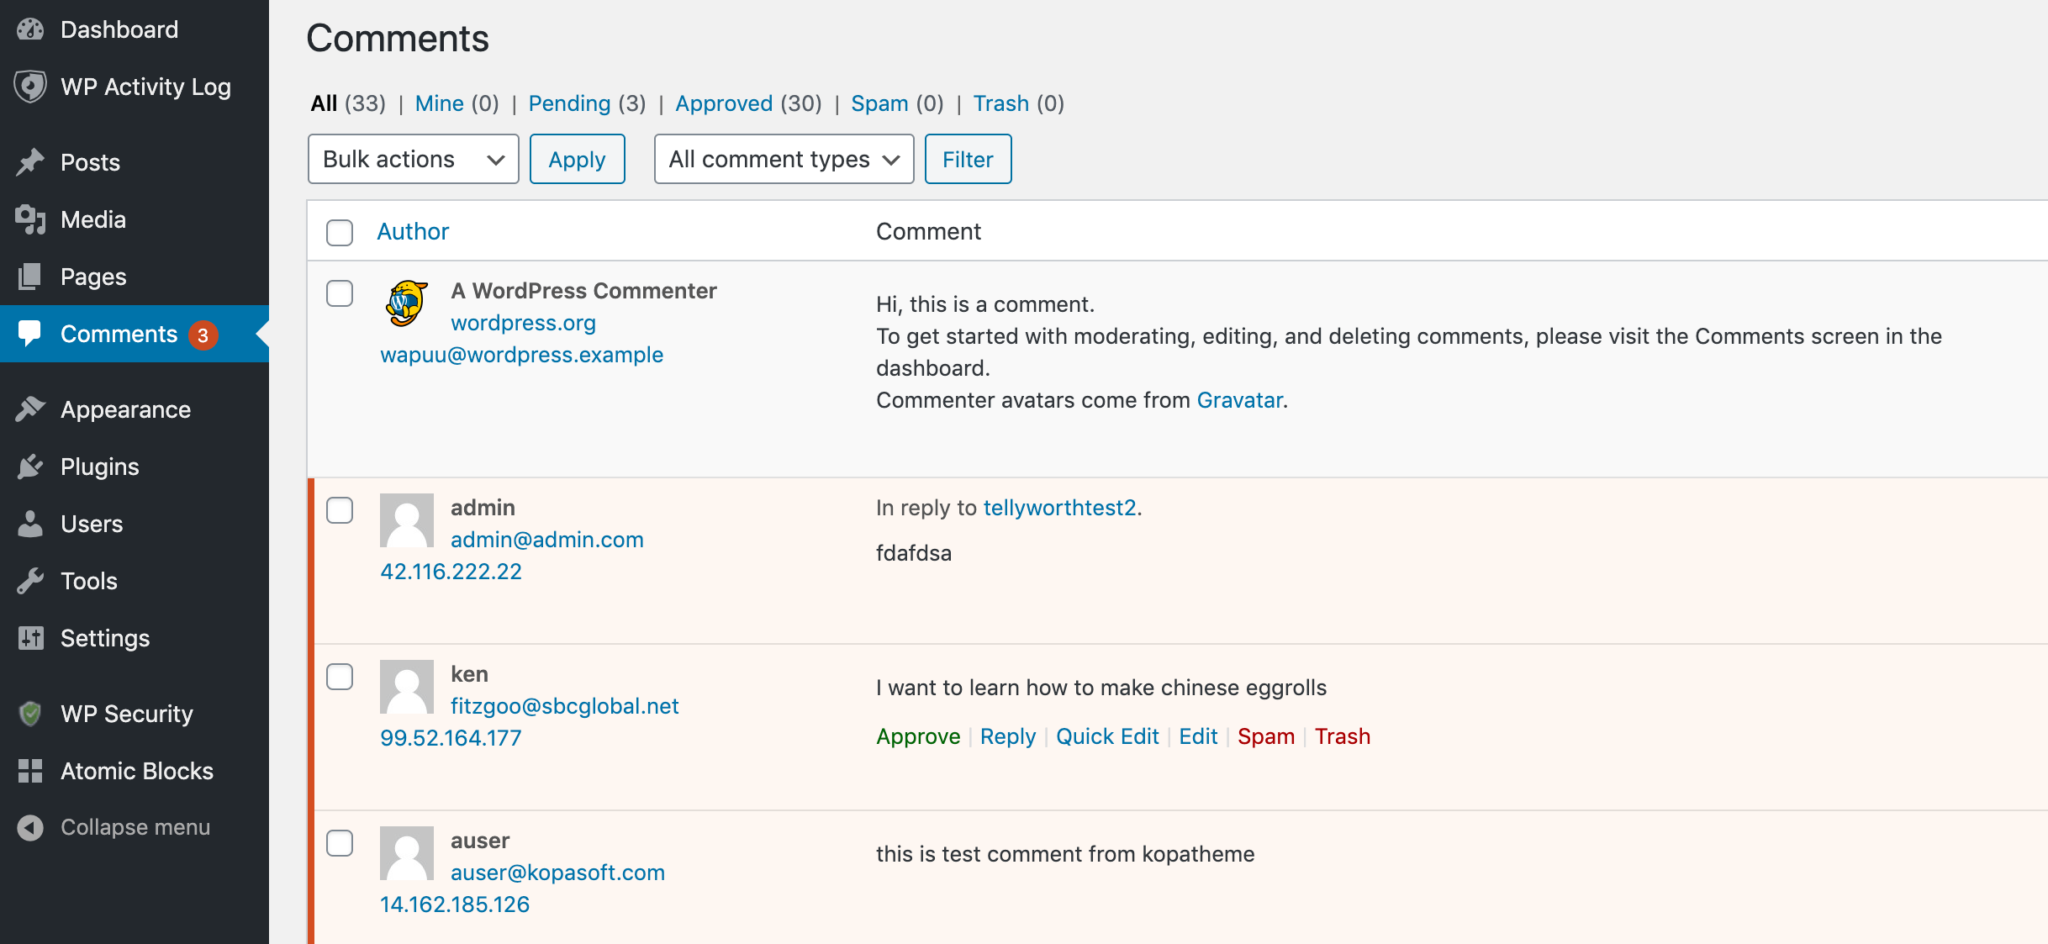 Dashboard
WP Activity Log
Posts
Media
Pages
Comments 3
Appearance
Plugins
Users
Tools
Settings
WP Security
Atomic Blocks
Collapse menu
Comments
All (33) | Mine (0) | Pending (3) | Approved (30) | Spam (0) | Trash (0)
Bulk actions Apply All comment types Filter
Author Comment
A WordPress Commenter
wordpress.org
wapuu@wordpress.example
Hi, this is a comment.
To get started with moderating, editing, and deleting comments, please visit the Comments screen in the
dashboard.
Commenter avatars come from Gravatar.
admin
admin@admin.com
42.116.222.22
In reply to tellyworthtest2.
fdafdsa
ken
fitzgoo@sbcglobal.net
99.52.164.177
I want to learn how to make chinese eggrolls
Approve | Reply | Quick Edit | Edit | Spam | Trash
auser
auser@kopasoft.com
14.162.185.126
this is test comment from kopatheme